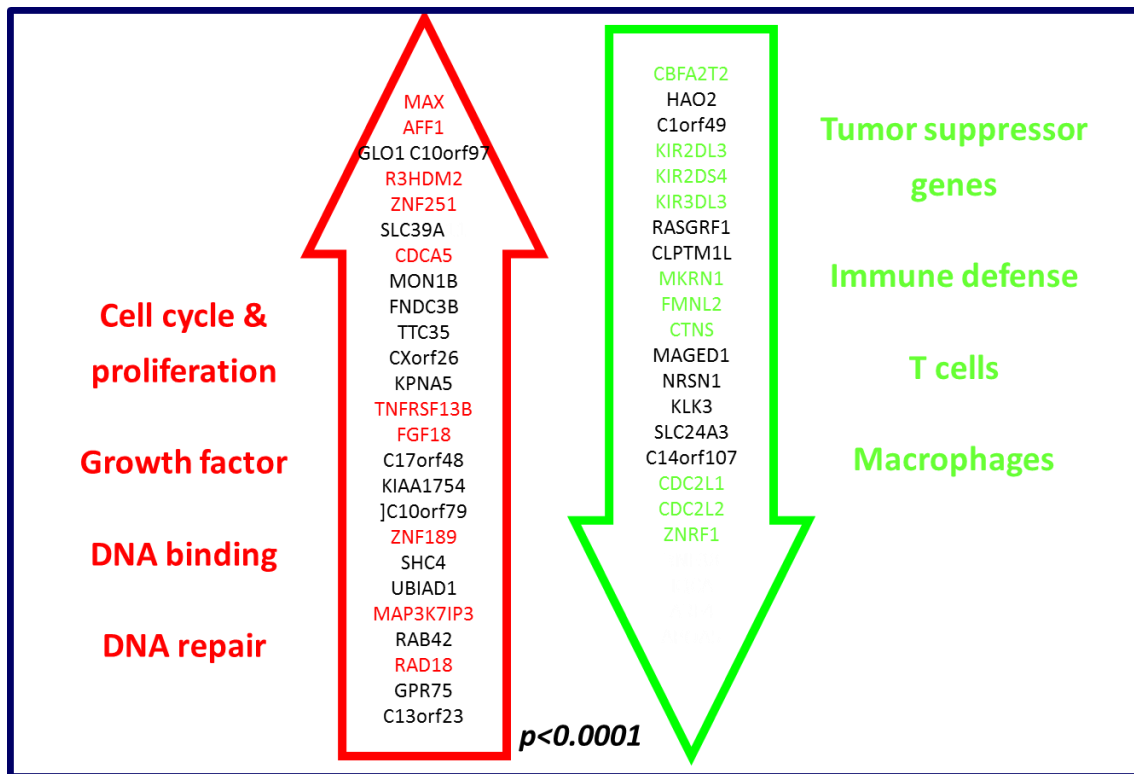 MAX
AFF1
GLO1 C10orf97
R3HDM2
ZNF251
SLC39A
CDCA5
MON1B
FNDC3B
TTC35
CXorf26
KPNA5
TNFRSF13B
FGF18
C17orf48
KIAA1754
]C10orf79
ZNF189
SHC4
UBIAD1
MAP3K7IP3
RAB42
RAD18
GPR75
C13orf23
Cell cycle &
proliferation
Growth factor
DNA binding
DNA repair
CBFA2T2
HAO2
C1orf49
KIR2DL3
KIR2DS4
KIR3DL3
RASGRF1
CLPTM1L
MKRN1
FMNL2
CTNS
MAGED1
NRSN1
KLK3
SLC24A3
C14orf107
CDC2L1
CDC2L2
ZNRF1
Tumor suppressor
genes
Immune defense
T cells
Macrophages
p<0.0001